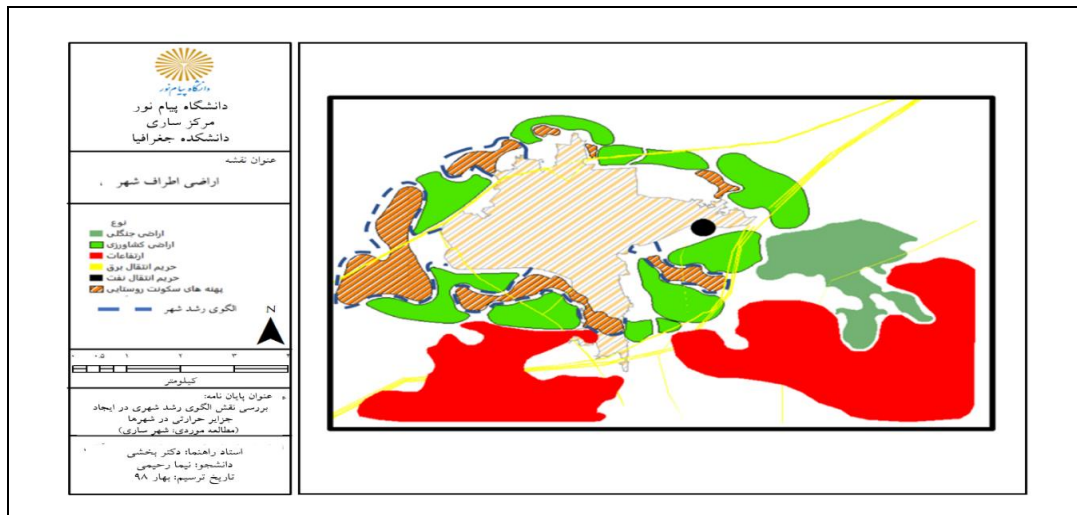 دانشگاه پیام نور
دانشگاه پیام نور
مرکز ساری
دانشکده جغرافیا
عنوان نقشه
اراضی اطراف شهر
نوع
اراضی جنگلی
اراضی کشاورزی
ارتفاعات
حریم انتقال برق
حریم انتقال نفت
پهنه های سکونت روستایی
الگوی رشد شهر
N
۰ ۰.۵ ۱ ۲ ۳ ۴
کیلومتر
عنوان پایان نامه:
بررسی نقش الگوی رشد شهری در ایجاد
جزایر حرارتی در شهرها
(مطالعه موردی: شهر ساری)
استاد راهنما: دکتر بخشی
دانشجو: نیما رحیمی
تاریخ ترسیم: بهار ۹۸